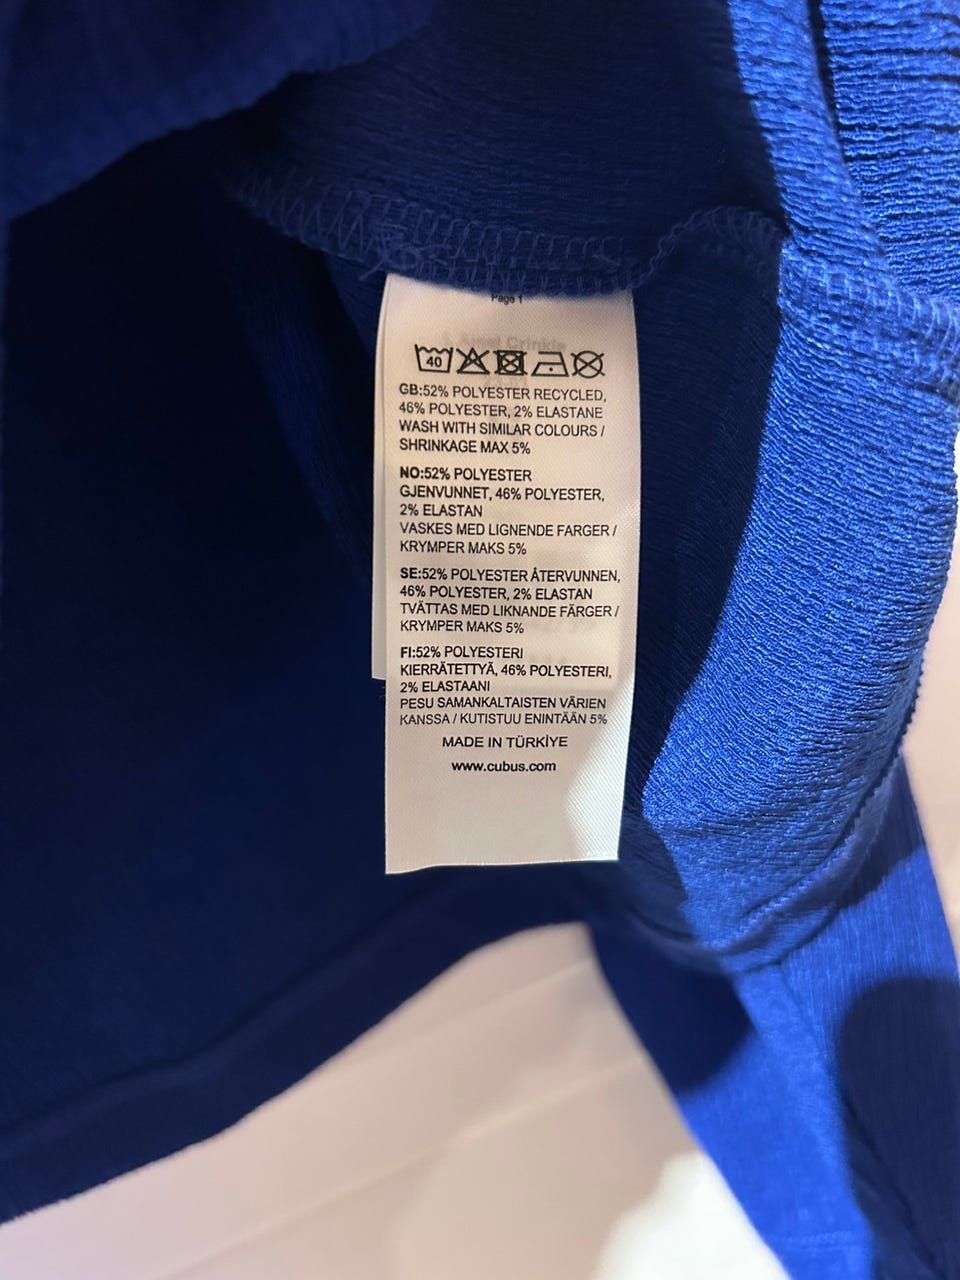 Page 1
40
GB:52% POLYESTER RECYCLED,
46% POLYESTER, 2% ELASTANE
WASH WITH SIMILAR COLOURS /
SHRINKAGE MAX 5%
NO:52% POLYESTER
GJENVUNNET, 46% POLYESTER,
2% ELASTAN
VASKES MED LIGNENDE FARGER /
KRYMPER MAKS 5%
SE:52% POLYESTER ÅTERVUNNEN,
46% POLYESTER, 2% ELASTAN
TVÄTTAS MED LIKNANDE FÄRGER /
KRYMPER MAKS 5%
FI:52% POLYESTERI
KIERRÄTETTYÄ, 46% POLYESTERI,
2% ELASTAANI
PESU SAMANKALTAISTEN VÄRIEN
KANSSA / KUTISTUU ENINTÄÄN 5%
MADE IN TÜRKİYE
www.cubus.com